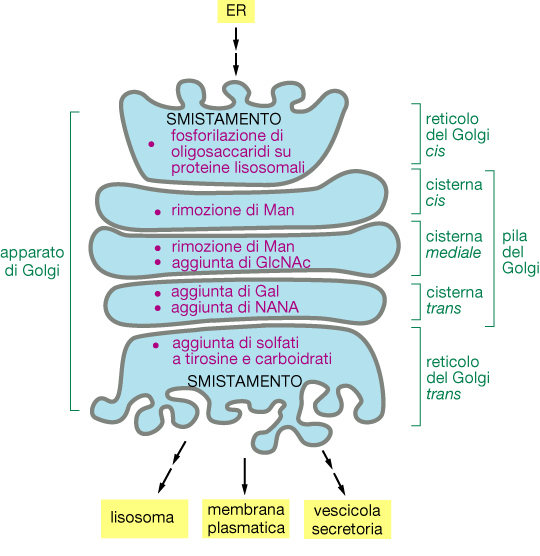 ER
SMISTAMENTO
• fosforilazione di
oligosaccaridi su
proteine lisosomali
reticolo
del Golgi
cis
• rimozione di Man
cisterna
cis
• rimozione di Man
• aggiunta di GlcNAc
cisterna
mediale
• aggiunta di Gal
• aggiunta di NANA
cisterna
trans
pila
del
Golgi
apparato
di Golgi
• aggiunta di solfati
a tirosine e carboidrati
SMISTAMENTO
reticolo
del Golgi
trans
lisosoma
membrana
plasmatica
vescicola
secretoria